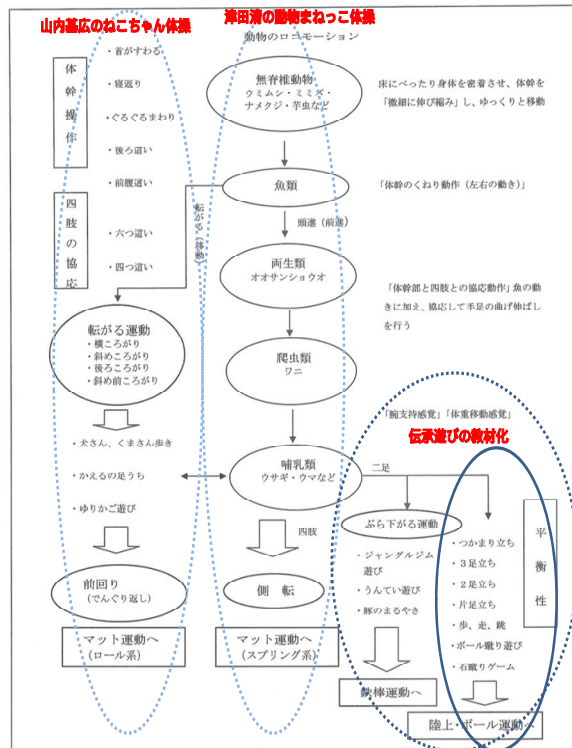 山内基広のねこちゃん体操
津田清の動物まねっこ体操
動物のロコモーション
体幹操作
・首がすわる
・寝返り
・ぐるぐるまわり
・後ろ這い
・前腹這い
四肢の協応
・六つ這い
・四つ這い
転がる(移動)
転がる運動
・横ころがり
・斜めころがり
・後ろころがり
・斜め前ころがり
・犬さん、くまさん歩き
・かえるの足うち
・ゆりかご遊び
前回り
(でんぐり返し)
マット運動へ
(ロール系)
無脊椎動物
ウミムシ・ミミズ・
ナメクジ・芋虫など
床にべったり身体を密着させ、体幹を
「微細に伸び縮み」し、ゆっくりと移動
魚類
「体幹のくねり動作(左右の動き)」
頭進(前進)
両生類
オオサンショウオ
「体幹部と四肢との協応動作」魚の動
きに加え、協応して手足の曲げ伸ばし
を行う
爬虫類
ワニ
「腕支持感覚」「体重移動感覚」
伝承遊びの教材化
哺乳類
ウサギ・ウマなど
二足
四肢
側 転
マット運動へ
(スプリング系)
ぶら下がる運動
・ジャングルジム
遊び
・うんてい遊び
・豚のまるやき
鉄棒運動へ
平衡性
・つかまり立ち
・3足立ち
・2足立ち
・片足立ち
・歩、走、跳
・ボール蹴り遊び
・石蹴りゲーム
陸上・ボール運動へ